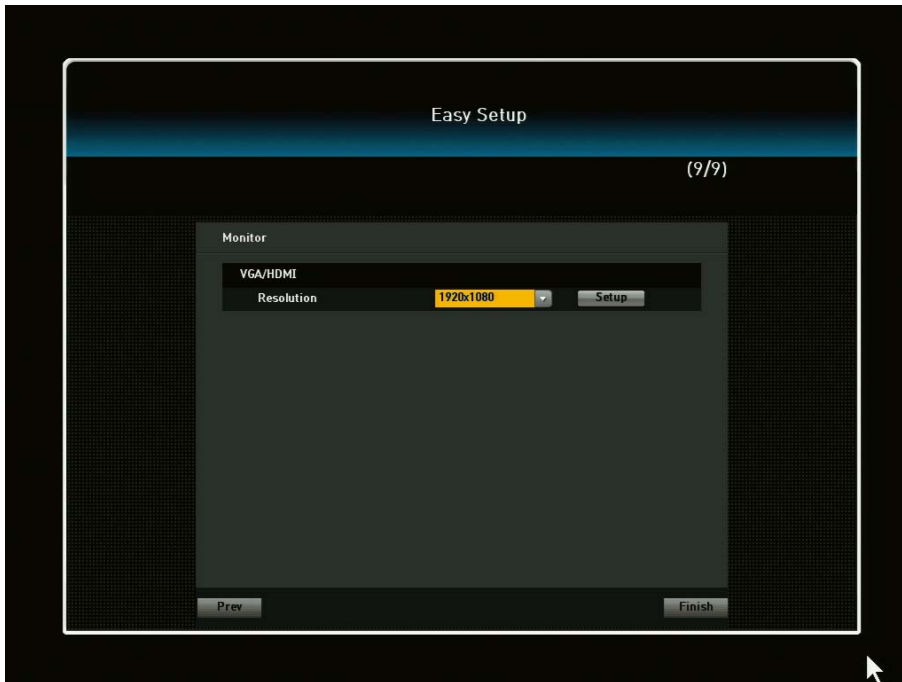 Easy Setup
(9/9)
Monitor
VGA/HDMI
Resolution 1920x1080 Setup
Prev Finish